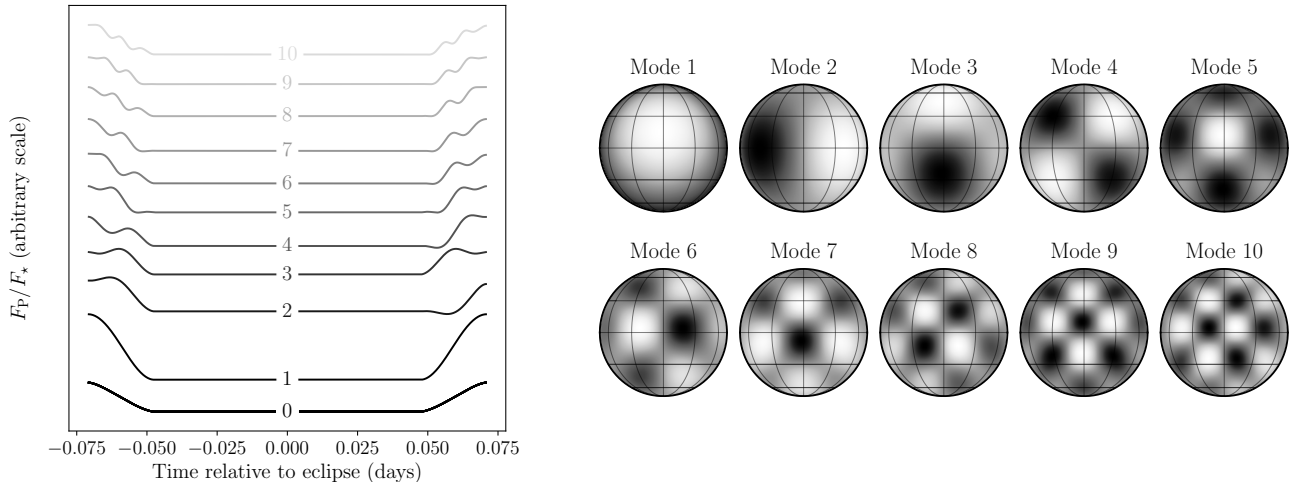 10
9
8
7
6
5
4
3
2
1
0
F_P/F_⋆ (arbitrary scale)
−0.075 −0.050 −0.025 0.000 0.025 0.050 0.075
Time relative to eclipse (days)
Mode 1 Mode 2 Mode 3 Mode 4 Mode 5
Mode 6 Mode 7 Mode 8 Mode 9 Mode 10